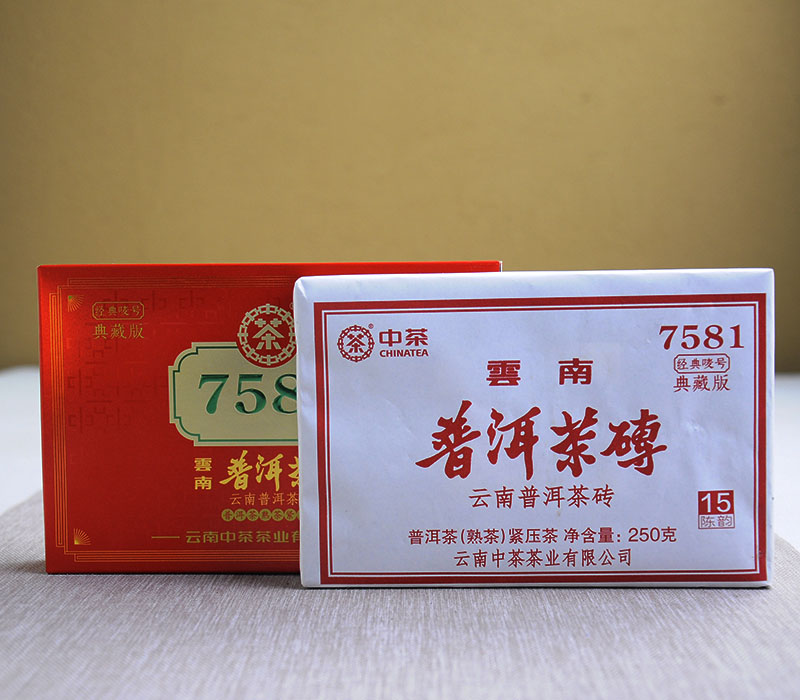 经典唛号
典藏版
茶
758
雲南
普洱茶
云南普洱茶
云南中茶茶业有
茶
®
中茶
CHINATEA
7581
经典唛号
典藏版
雲南
普洱茶磚
云南普洱茶砖
15
陈韵
普洱茶(熟茶)紧压茶 净含量：250克
云南中茶茶业有限公司